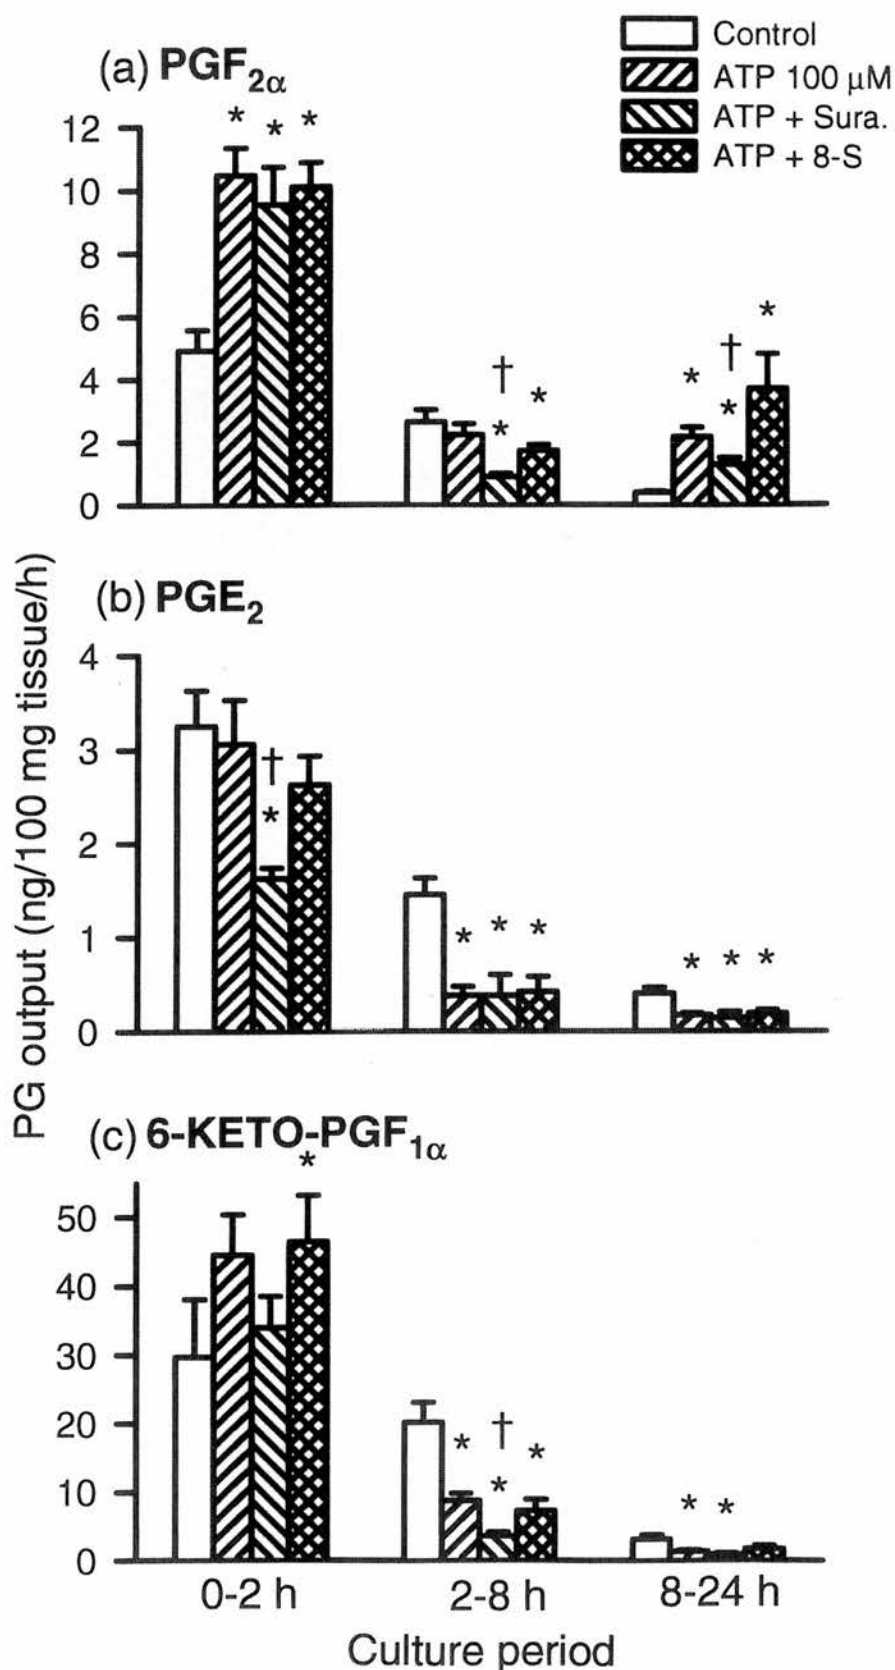 Control
ATP 100 μM
ATP + Sura.
ATP + 8-S
(a) PGF2α
12
10
8
6
4
2
0
* * *
† * *
* † * *
PG output (ng/100 mg tissue/h)
(b) PGE2
4
3
2
1
0
† *
* * *
* * *
(c) 6-KETO-PGF1α
50
40
30
20
10
0
*
* † * *
* *
0-2 h 2-8 h 8-24 h
Culture period